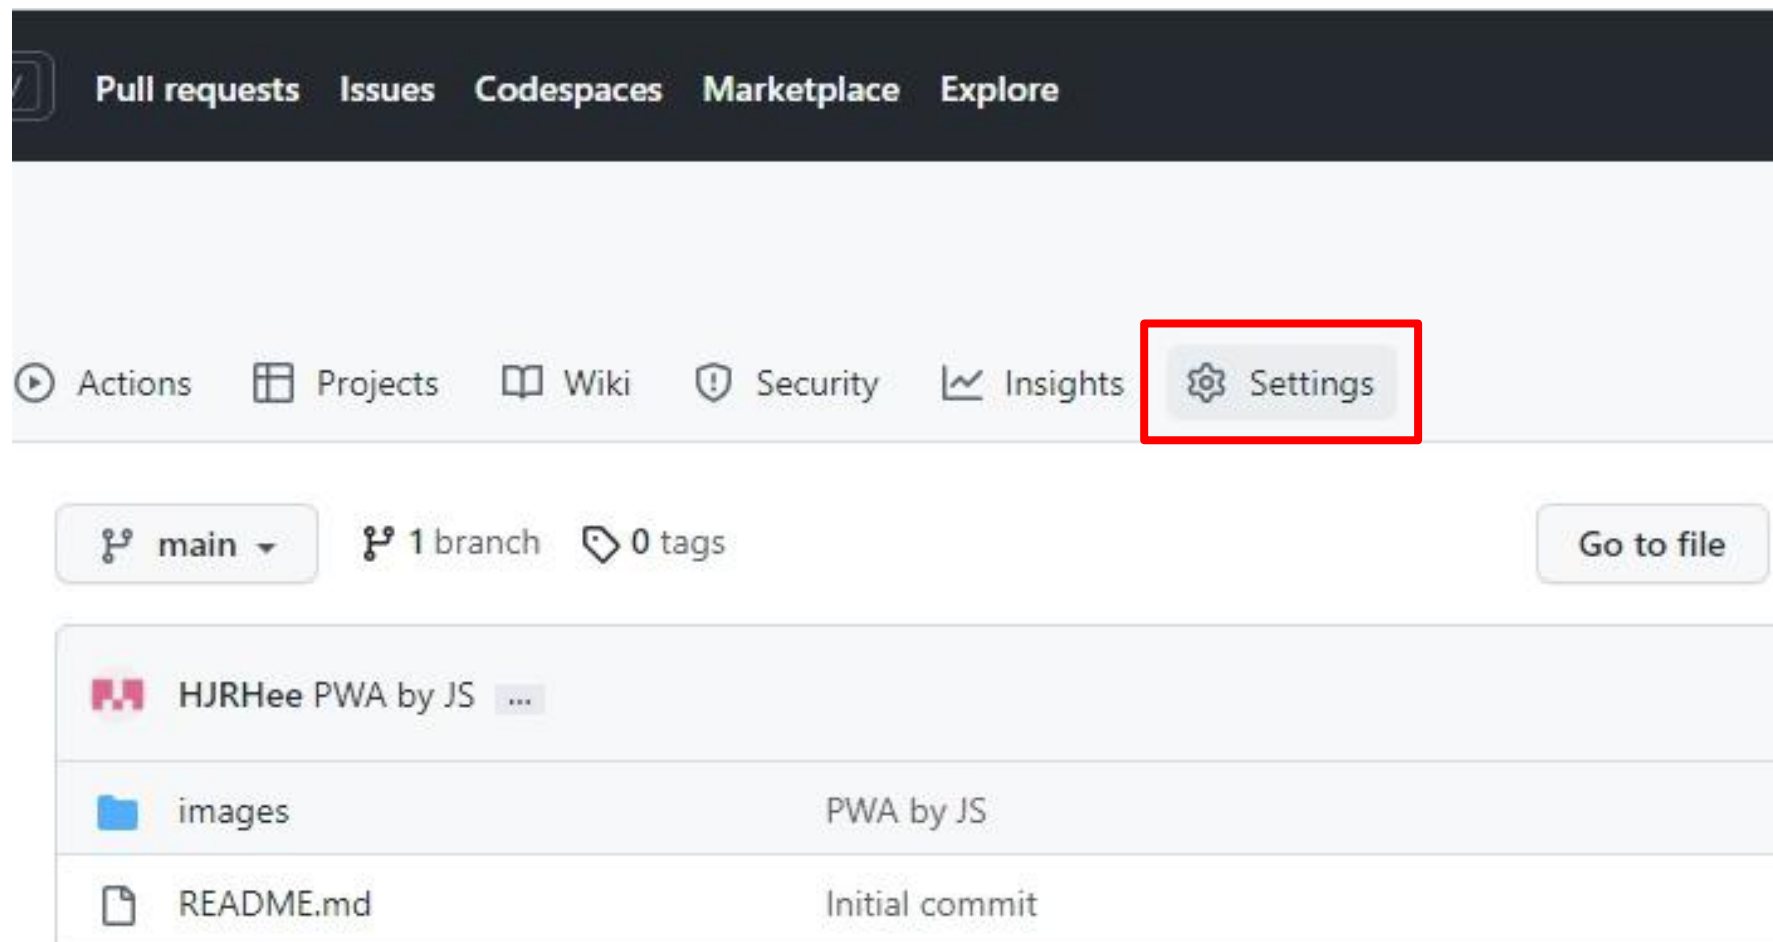 Pull requests Issues Codespaces Marketplace Explore
Actions Projects Wiki Security Insights Settings
main 1 branch 0 tags Go to file
HJRHee PWA by JS ...
images PWA by JS
README.md Initial commit